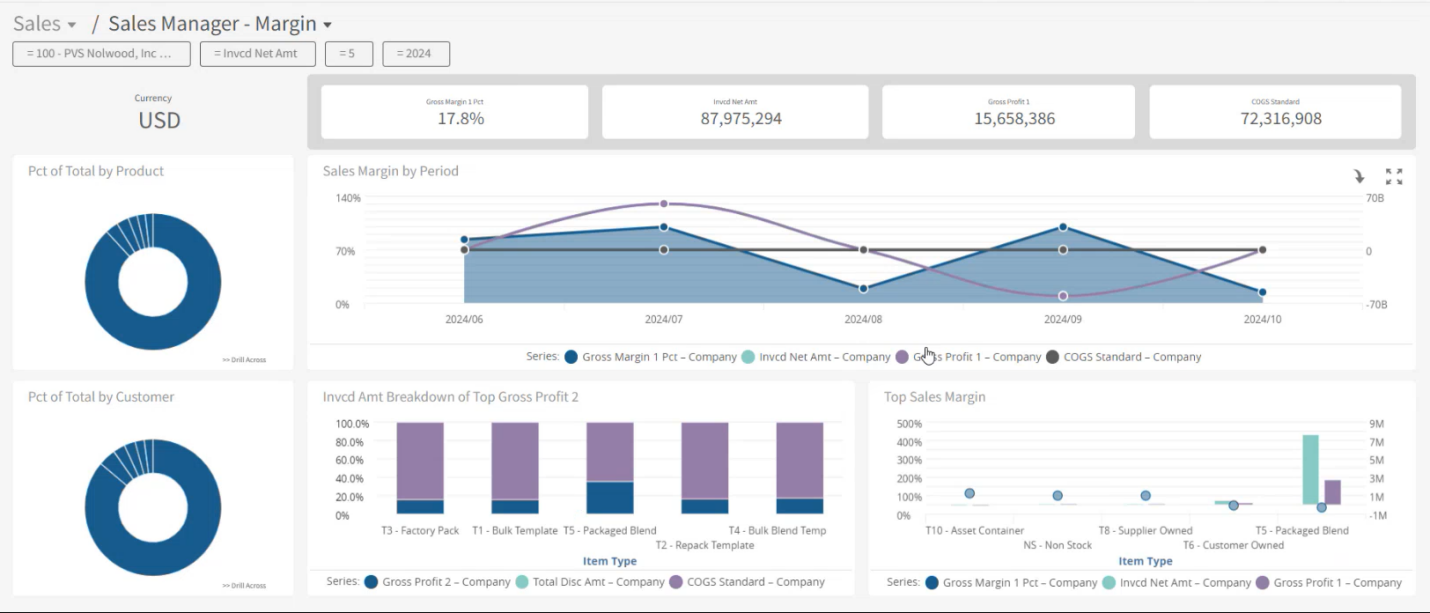 Sales / Sales Manager - Margin
= 100 - PVS Nolwood, Inc ...
= Invcd Net Amt
= 5
= 2024
Currency
USD
Gross Margin 1 Pct
17.8%
Invcd Net Amt
87,975,294
Gross Profit 1
15,658,386
COGS Standard
72,316,908
Pct of Total by Product
>> Drill Across
Sales Margin by Period
140%
70%
0%
70B
0
-70B
2024/06
2024/07
2024/08
2024/09
2024/10
Series: Gross Margin 1 Pct – Company Invcd Net Amt – Company Gross Profit 1 – Company COGS Standard – Company
Pct of Total by Customer
>> Drill Across
Invcd Amt Breakdown of Top Gross Profit 2
100.0%
80.0%
60.0%
40.0%
20.0%
0%
T3 - Factory Pack
T1 - Bulk Template
T5 - Packaged Blend
T2 - Repack Template
T4 - Bulk Blend Temp
Item Type
Series: Gross Profit 2 – Company Total Disc Amt – Company COGS Standard – Company
Top Sales Margin
500%
400%
300%
200%
100%
0%
9M
7M
5M
3M
1M
-1M
T10 - Asset Container
NS - Non Stock
T8 - Supplier Owned
T6 - Customer Owned
T5 - Packaged Blend
Item Type
Series: Gross Margin 1 Pct – Company Invcd Net Amt – Company Gross Profit 1 – Company